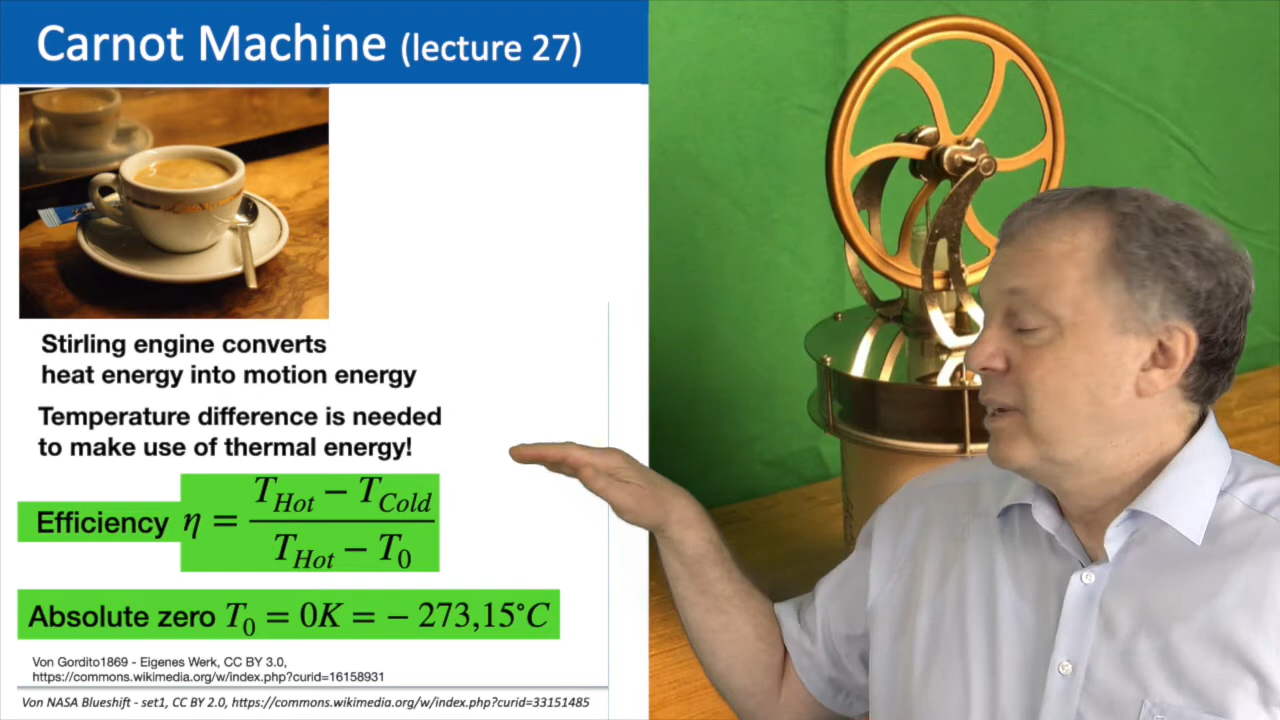 Carnot Machine (lecture 27)
Stirling engine converts
heat energy into motion energy
Temperature difference is needed
to make use of thermal energy!
Efficiency η = (T_Hot − T_Cold) / (T_Hot − T_0)
Absolute zero T_0 = 0K = − 273,15°C
Von Gordito1869 - Eigenes Werk, CC BY 3.0,
https://commons.wikimedia.org/w/index.php?curid=16158931
Von NASA Blueshift - set1, CC BY 2.0, https://commons.wikimedia.org/w/index.php?curid=33151485